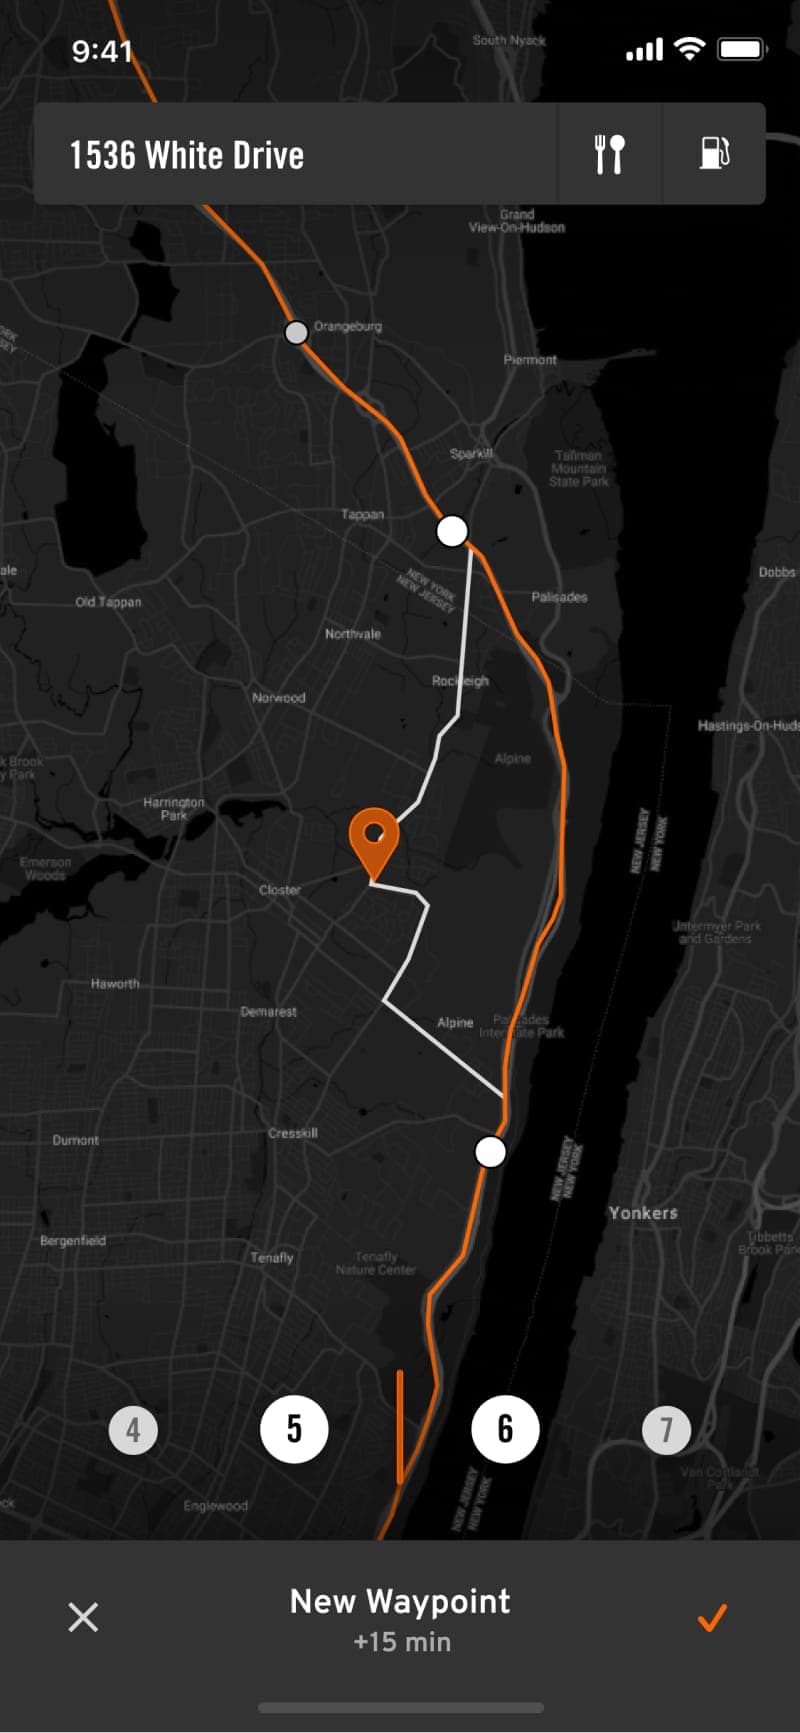 South Nyack
9:41
1536 White Drive
Grand
View-On-Hudson
Orangeburg
Piermont
Sparkill
Tallman
Mountain
State Park
Tappan
NEW YORK
NEW JERSEY
ale
Dobbs
Old Tappan
Palisades
Northvale
Rockleigh
Norwood
Hastings-On-Huds
k Brook
y Park
Alpine
Harrington
Park
NEW JERSEY
NEW YORK
Emerson
Woods
Closter
Untermyer Park
and Gardens
Haworth
Demarest
Alpine
Palisades
Interstate Park
Cresskill
Dumont
NEW JERSEY
NEW YORK
Yonkers
Bergenfield
Tibbetts
Brook Park
Tenafly
Tenafly
Nature Center
4
5
6
7
Van Cortlandt
Park
NEW JERSEY
NEW YORK
ck
Englewood
New Waypoint
+15 min